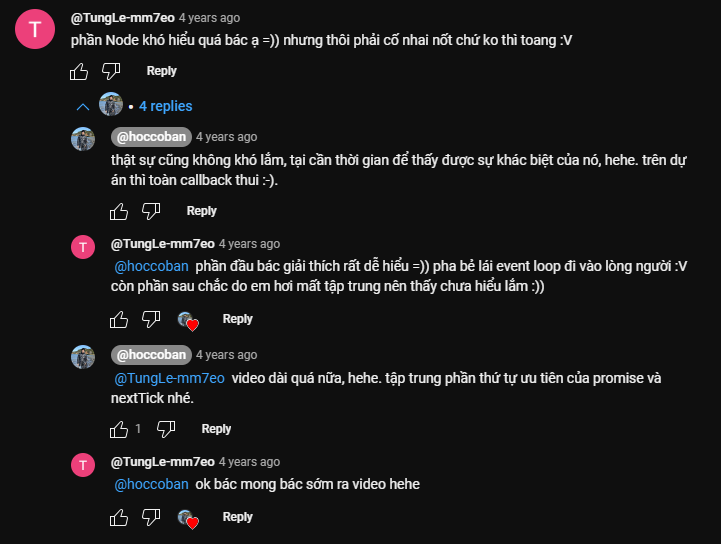 T
@TungLe-mm7eo 4 years ago
phần Node khó hiểu quá bác ạ =)) nhưng thôi phải cố nhai nốt chứ ko thì toang :V
Reply
• 4 replies
@hoccoban 4 years ago
thật sự cũng không khó lắm, tại cần thời gian để thấy được sự khác biệt của nó, hehe. trên dự
án thì toàn callback thui :-).
Reply
T
@TungLe-mm7eo 4 years ago
@hoccoban phần đầu bác giải thích rất dễ hiểu =)) pha bẻ lái event loop đi vào lòng người :V
còn phần sau chắc do em hơi mất tập trung nên thấy chưa hiểu lắm :))
Reply
@hoccoban 4 years ago
@TungLe-mm7eo video dài quá nữa, hehe. tập trung phần thứ tự ưu tiên của promise và
nextTick nhé.
1 Reply
T
@TungLe-mm7eo 4 years ago
@hoccoban ok bác mong bác sớm ra video hehe
Reply